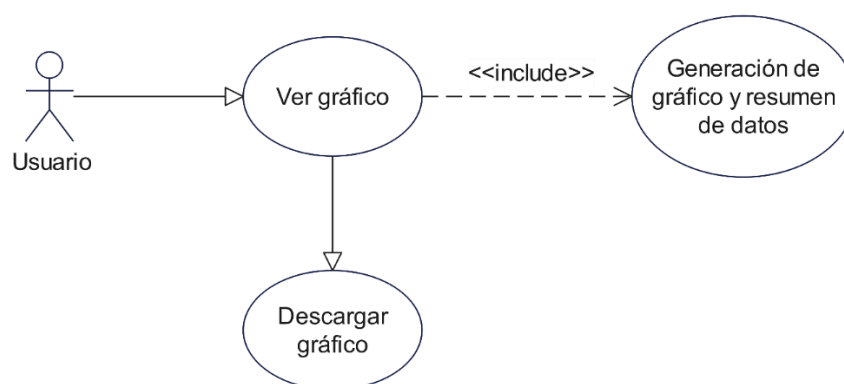 Usuario
Ver gráfico
<<include>>
Generación de
gráfico y resumen
de datos
Descargar
gráfico